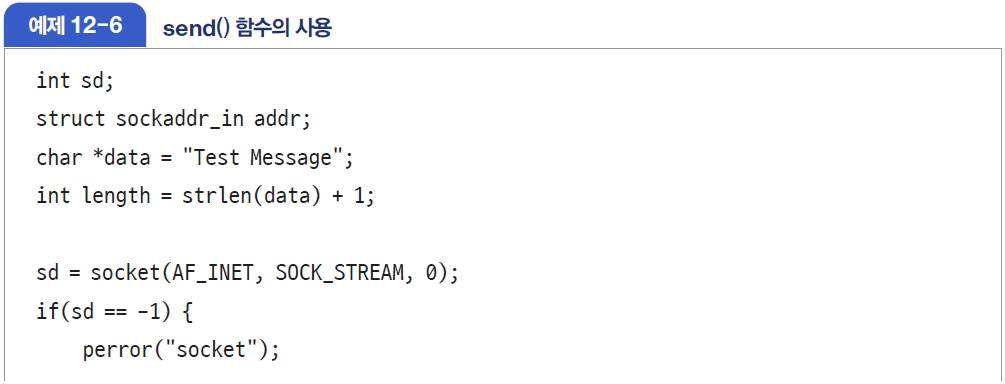 예제 12-6 send() 함수의 사용
int sd;
struct sockaddr_in addr;
char *data = "Test Message";
int length = strlen(data) + 1;
sd = socket(AF_INET, SOCK_STREAM, 0);
if(sd == -1) {
    perror("socket");